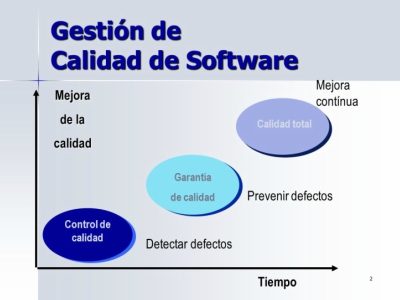 Gestión de
Calidad de Software
Mejora
de la
calidad
Mejora
contínua
Calidad total
Garantia
de calidad
Prevenir defectos
Control de
calidad
Detectar defectos
Tiempo
2